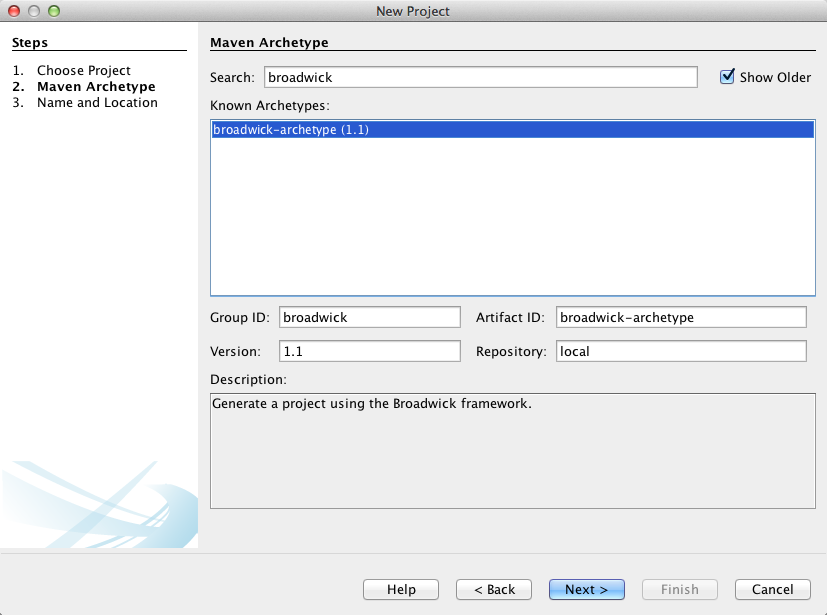 New Project
Steps
1. Choose Project
2. Maven Archetype
3. Name and Location
Maven Archetype
Search: broadwick Show Older
Known Archetypes:
broadwick-archetype (1.1)
Group ID: broadwick Artifact ID: broadwick-archetype
Version: 1.1 Repository: local
Description:
Generate a project using the Broadwick framework.
Help < Back Next > Finish Cancel